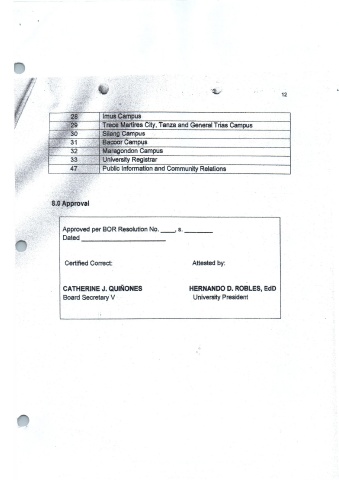 12
28 Imus Campus
29 Trece Martires City, Tanza and General Trias Campus
30 Silang Campus
31 Bacoor Campus
32 Maragondon Campus
33 University Registrar
47 Public Information and Community Relations
8.0 Approval
Approved per BOR Resolution No. ____, s. _______
Dated _____________________
Certified Correct: Attested by:
CATHERINE J. QUIÑONES HERNANDO D. ROBLES, EdD
Board Secretary V University President